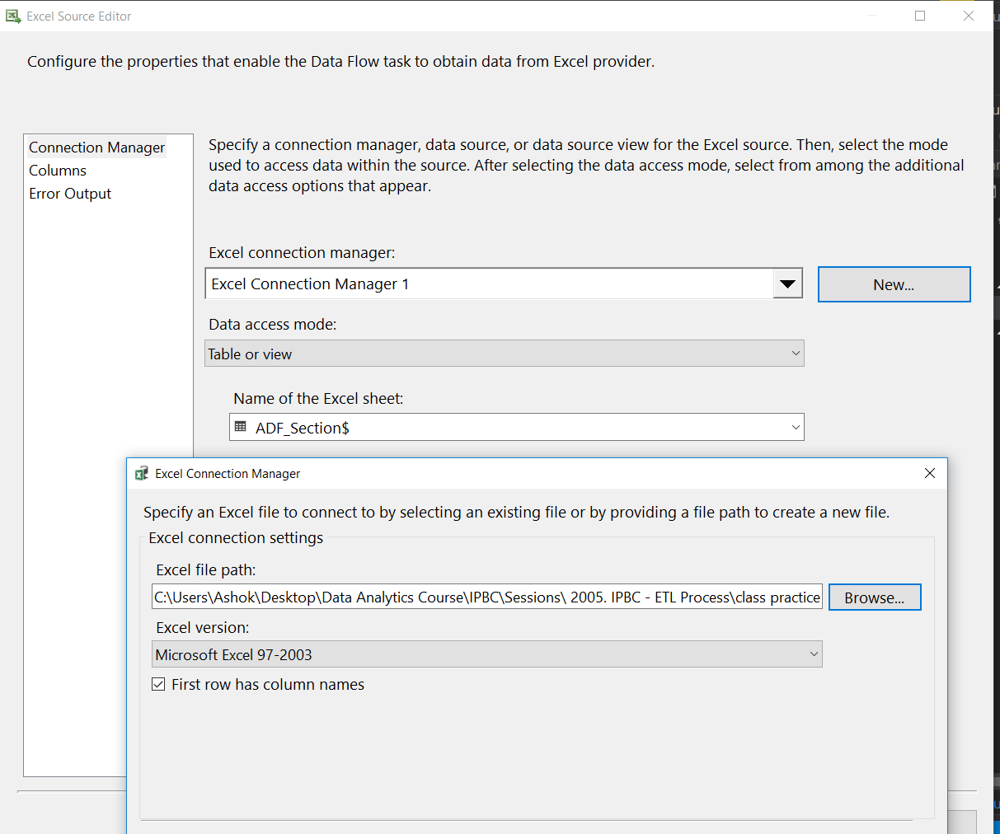 Excel Source Editor
Configure the properties that enable the Data Flow task to obtain data from Excel provider.
Connection Manager
Columns
Error Output
Specify a connection manager, data source, or data source view for the Excel source. Then, select the mode
used to access data within the source. After selecting the data access mode, select from among the additional
data access options that appear.
Excel connection manager:
Excel Connection Manager 1
New...
Data access mode:
Table or view
Name of the Excel sheet:
ADF_Section$
Excel Connection Manager
Specify an Excel file to connect to by selecting an existing file or by providing a file path to create a new file.
Excel connection settings
Excel file path:
C:\Users\Ashok\Desktop\Data Analytics Course\IPBC\Sessions\ 2005. IPBC - ETL Process\class practice
Browse...
Excel version:
Microsoft Excel 97-2003
First row has column names